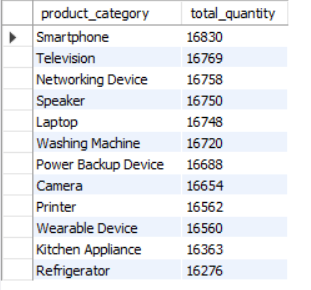 product_category total_quantity
Smartphone 16830
Television 16769
Networking Device 16758
Speaker 16750
Laptop 16748
Washing Machine 16720
Power Backup Device 16688
Camera 16654
Printer 16562
Wearable Device 16560
Kitchen Appliance 16363
Refrigerator 16276